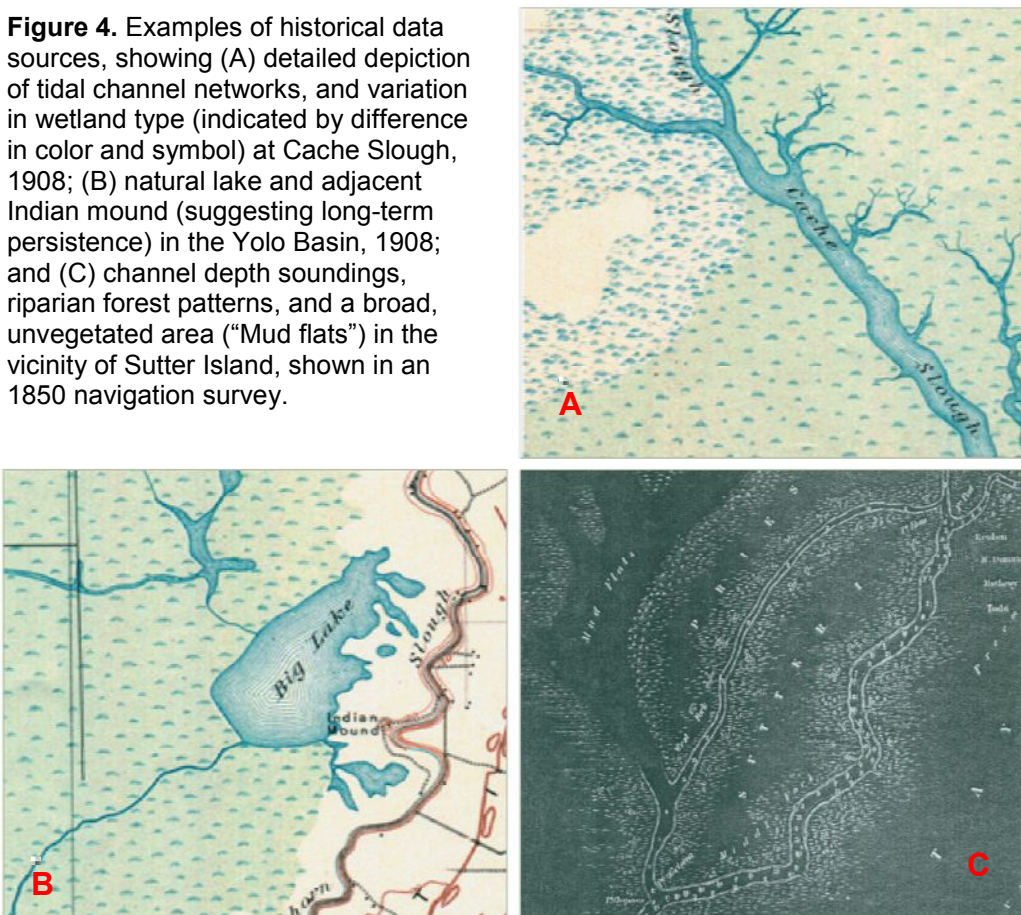 Figure 4. Examples of historical data
sources, showing (A) detailed depiction
of tidal channel networks, and variation
in wetland type (indicated by difference
in color and symbol) at Cache Slough,
1908; (B) natural lake and adjacent
Indian mound (suggesting long-term
persistence) in the Yolo Basin, 1908;
and (C) channel depth soundings,
riparian forest patterns, and a broad,
unvegetated area (“Mud flats”) in the
vicinity of Sutter Island, shown in an
1850 navigation survey.
Slough
Cache
Slough
A
Big Lake
Slough
Indian
Mound
horn
B
Mud Flats
C